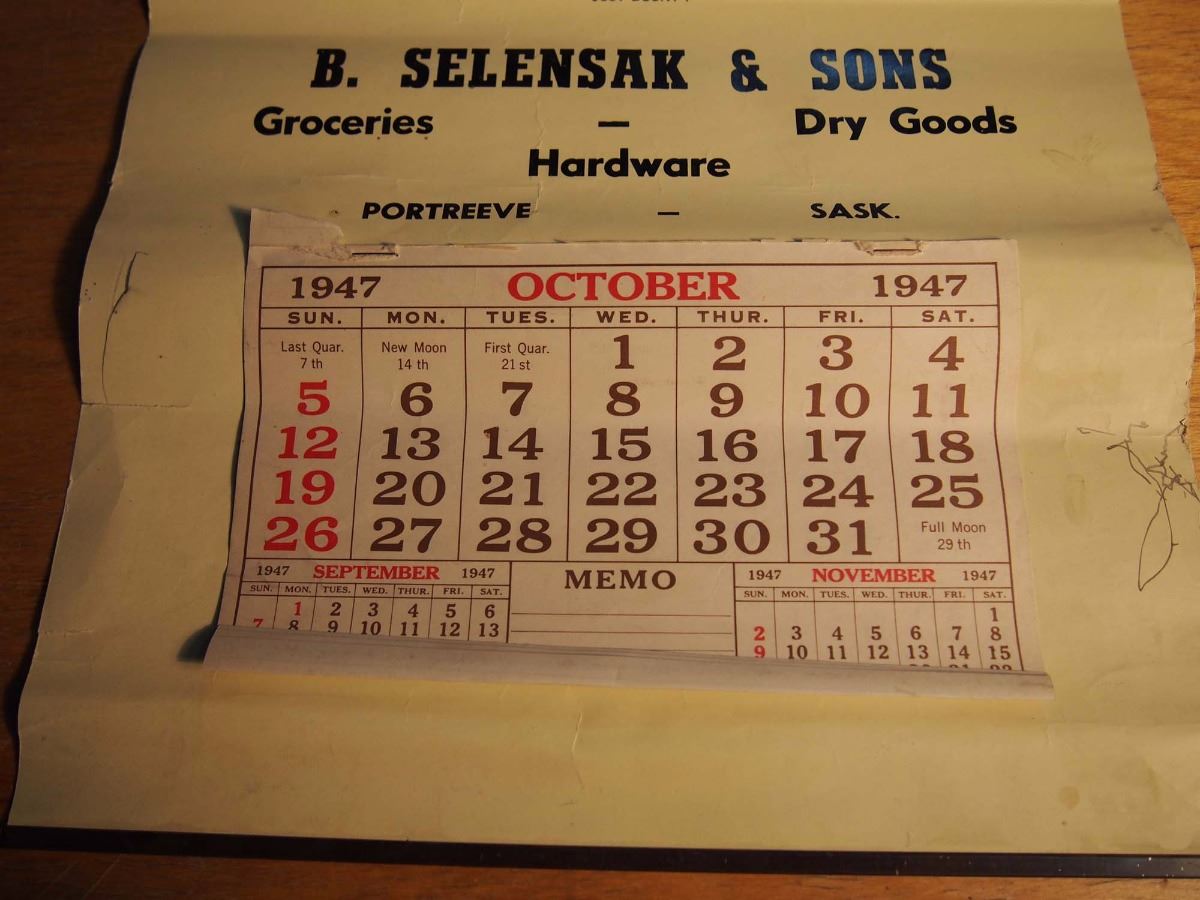 B. SELENSAK & SONS
Groceries – Dry Goods
Hardware
PORTREEVE – SASK.
1947 OCTOBER 1947
SUN. MON. TUES. WED. THUR. FRI. SAT.
Last Quar. 7 th New Moon 14 th First Quar. 21 st 1 2 3 4
5 6 7 8 9 10 11
12 13 14 15 16 17 18
19 20 21 22 23 24 25
26 27 28 29 30 31 Full Moon 29 th
1947 SEPTEMBER 1947
SUN. MON. TUES. WED. THUR. FRI. SAT.
1 2 3 4 5 6
7 8 9 10 11 12 13
MEMO
1947 NOVEMBER 1947
SUN. MON. TUES. WED. THUR. FRI. SAT.
1
2 3 4 5 6 7 8
9 10 11 12 13 14 15